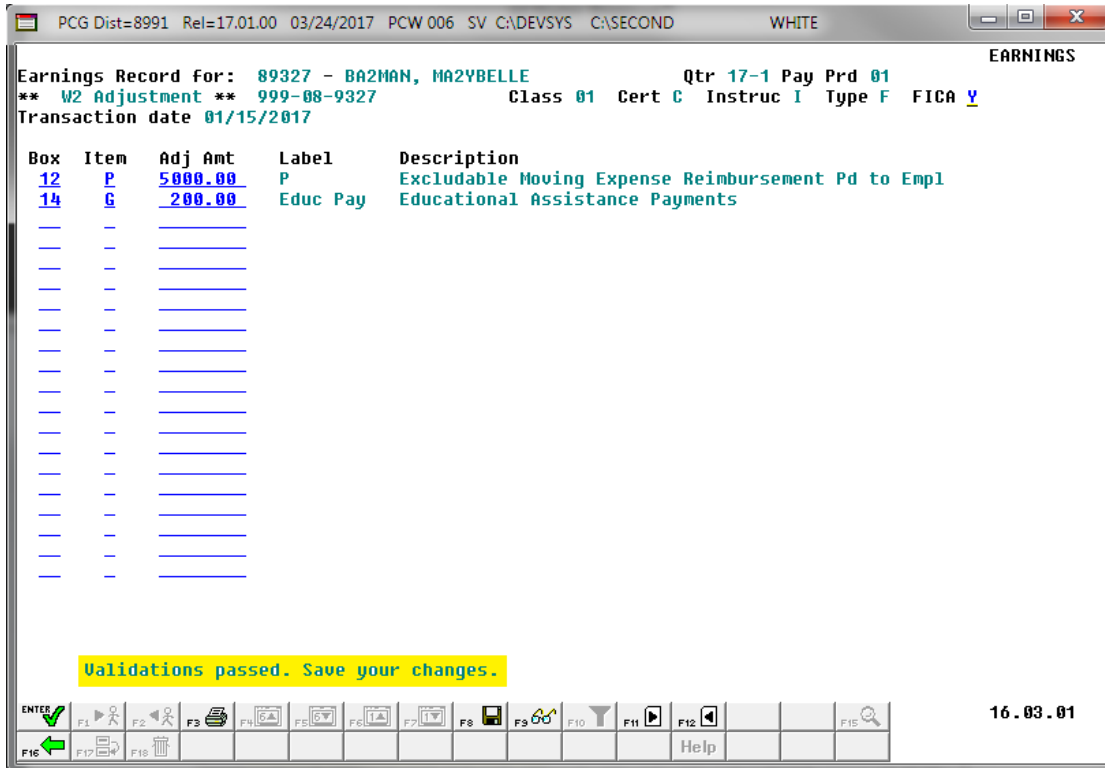 PCG Dist=8991 Rel=17.01.00 03/24/2017 PCW 006 SV C:\DEVSYS C:\SECOND WHITE
EARNINGS
Earnings Record for: 89327 - BA2MAN, MA2YBELLE Qtr 17-1 Pay Prd 01
** W2 Adjustment ** 999-08-9327 Class 01 Cert C Instruc I Type F FICA Y
Transaction date 01/15/2017
Box Item Adj Amt Label Description
12 P 5000.00 P Excludable Moving Expense Reimbursement Pd to Empl
14 G 200.00 Educ Pay Educational Assistance Payments
Validations passed. Save your changes.
ENTER F1 F2 F3 F4 6 F5 6 F6 1 F7 1 F8 F9 F10 F11 F12 F15 16.03.01
F16 F17 F18 Help